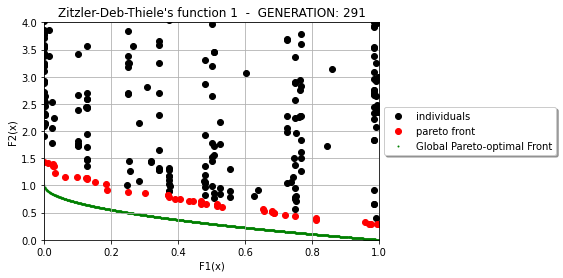 Zitzler-Deb-Thiele's function 1 - GENERATION: 291
F2(x)
4.0
3.5
3.0
2.5
2.0
1.5
1.0
0.5
0.0
0.0 0.2 0.4 0.6 0.8 1.0
F1(x)
individuals
pareto front
Global Pareto-optimal Front